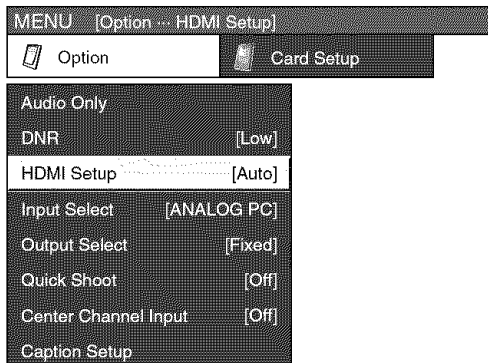 MENU [Option ··· HDMI Setup]
Option Card Setup
Audio Only
DNR [Low]
HDMI Setup [Auto]
Input Select [ANALOG PC]
Output Select [Fixed]
Quick Shoot [Off]
Center Channel Input [Off]
Caption Setup